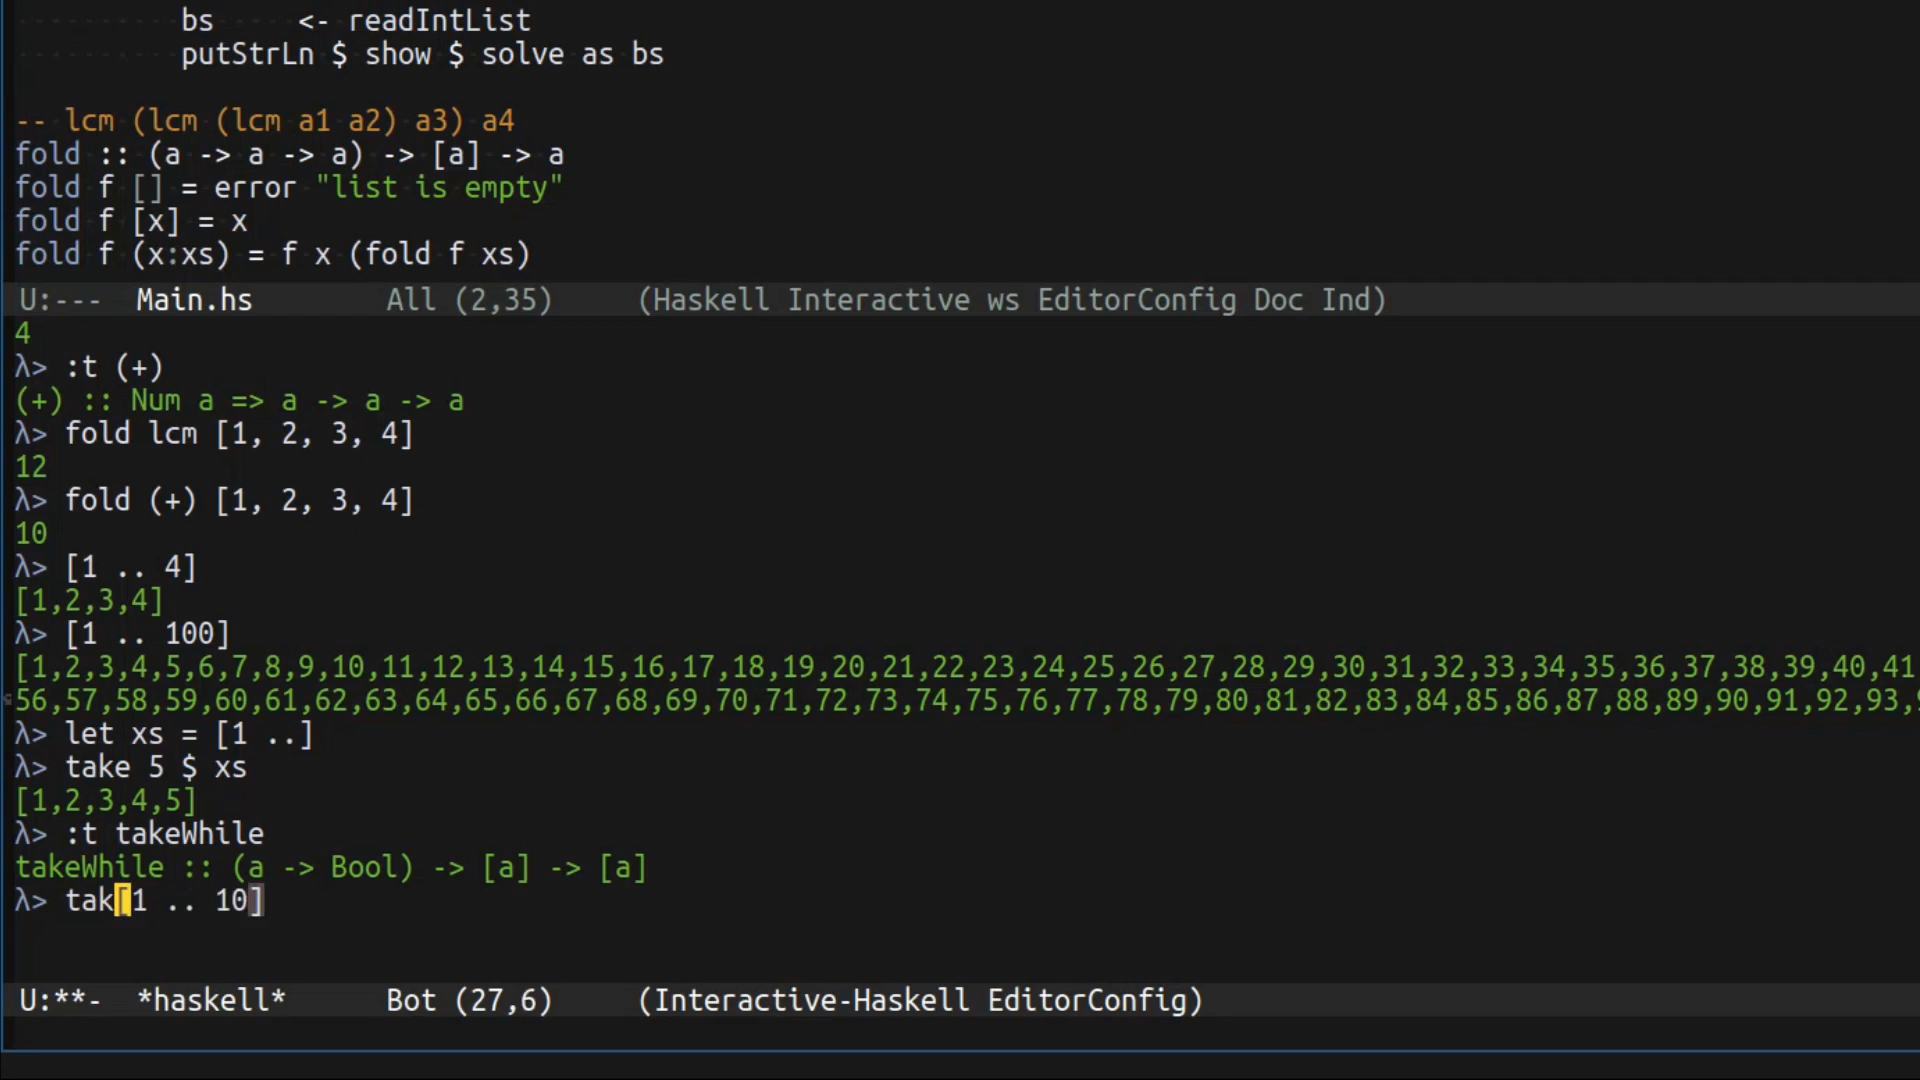 bs     <- readIntList
putStrLn $ show $ solve as bs
-- lcm (lcm (lcm a1 a2) a3) a4
fold :: (a -> a -> a) -> [a] -> a
fold f [] = error "list is empty"
fold f [x] = x
fold f (x:xs) = f x (fold f xs)
U:---  Main.hs        All (2,35)     (Haskell Interactive ws EditorConfig Doc Ind)
4
λ> :t (+)
(+) :: Num a => a -> a -> a
λ> fold lcm [1, 2, 3, 4]
12
λ> fold (+) [1, 2, 3, 4]
10
λ> [1 .. 4]
[1,2,3,4]
λ> [1 .. 100]
[1,2,3,4,5,6,7,8,9,10,11,12,13,14,15,16,17,18,19,20,21,22,23,24,25,26,27,28,29,30,31,32,33,34,35,36,37,38,39,40,41
56,57,58,59,60,61,62,63,64,65,66,67,68,69,70,71,72,73,74,75,76,77,78,79,80,81,82,83,84,85,86,87,88,89,90,91,92,93,
λ> let xs = [1 ..]
λ> take 5 $ xs
[1,2,3,4,5]
λ> :t takeWhile
takeWhile :: (a -> Bool) -> [a] -> [a]
λ> tak[1 .. 10]
U:**-  *haskell*      Bot (27,6)     (Interactive-Haskell EditorConfig)